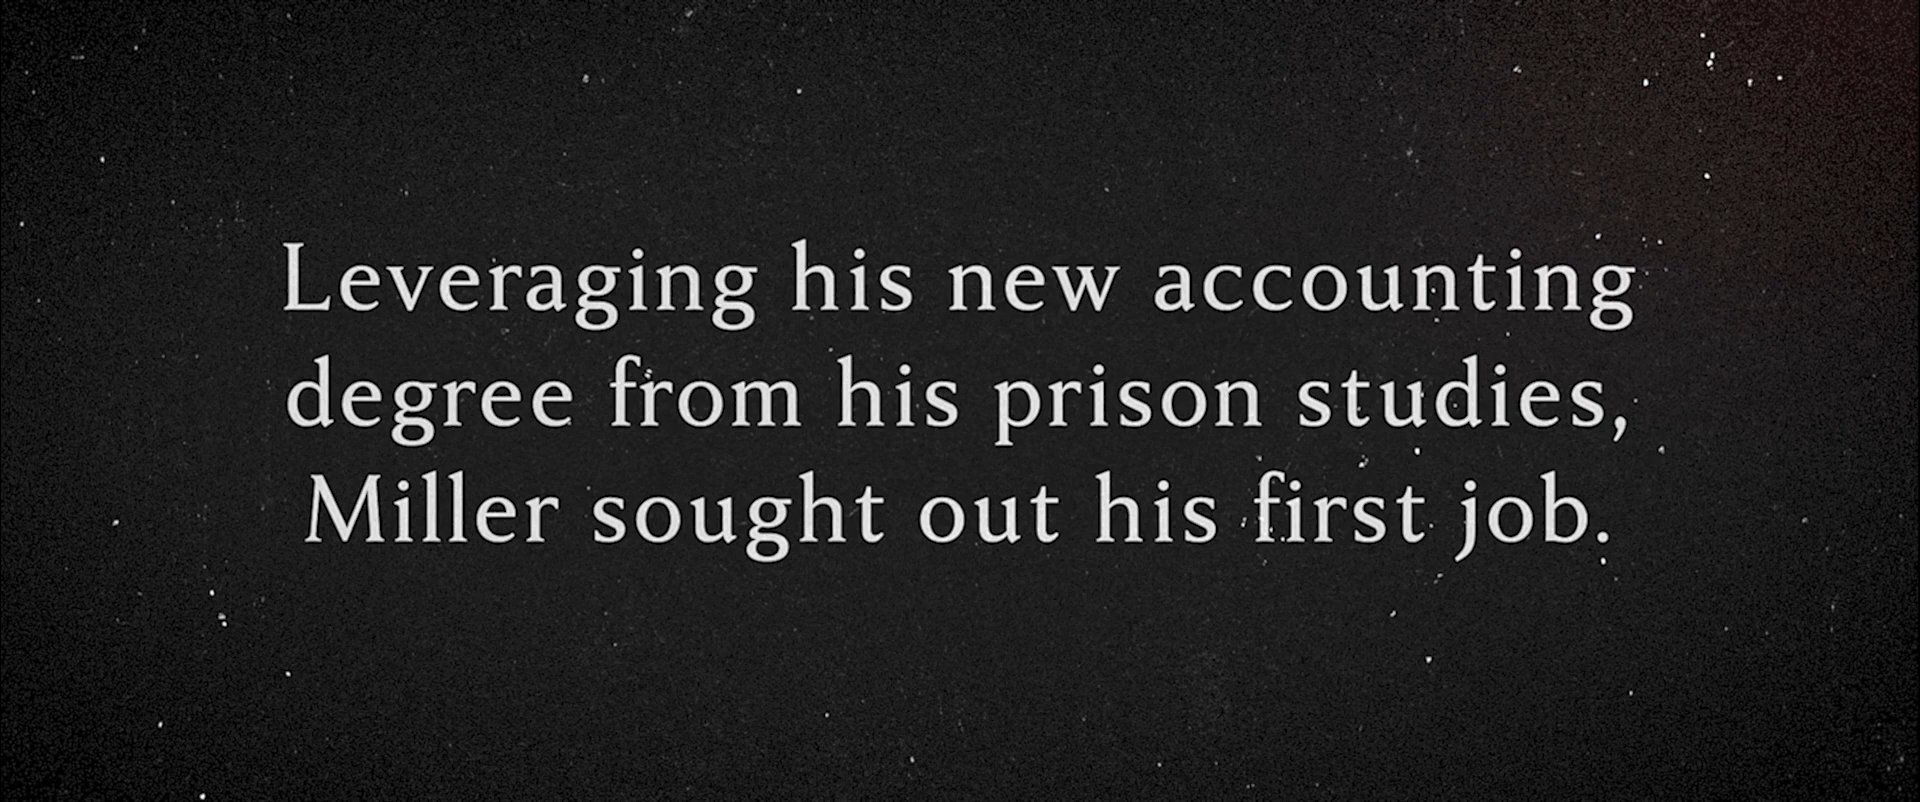 Leveraging his new accounting
degree from his prison studies,
Miller sought out his first job.